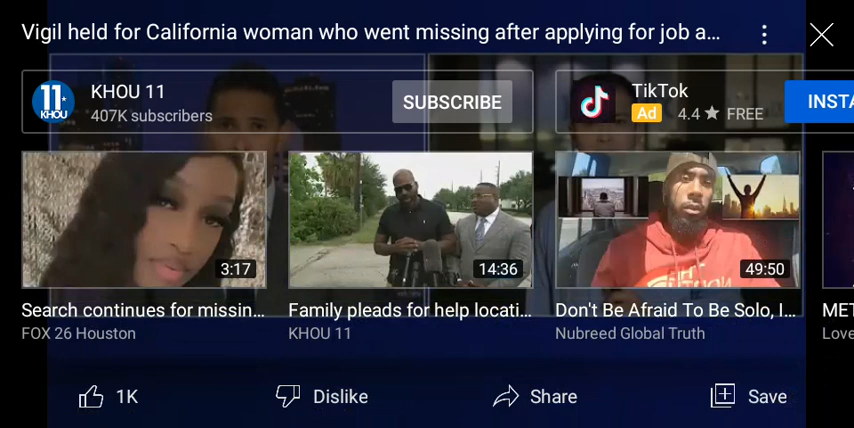 Vigil held for California woman who went missing after applying for job a...
11
KHOU
KHOU 11
407K subscribers
SUBSCRIBE
TikTok
Ad 4.4 ★ FREE
INSTA
3:17
14:36
49:50
Search continues for missin...
FOX 26 Houston
Family pleads for help locati...
KHOU 11
Don't Be Afraid To Be Solo, I...
Nubreed Global Truth
MET
Love
1K
Dislike
Share
Save